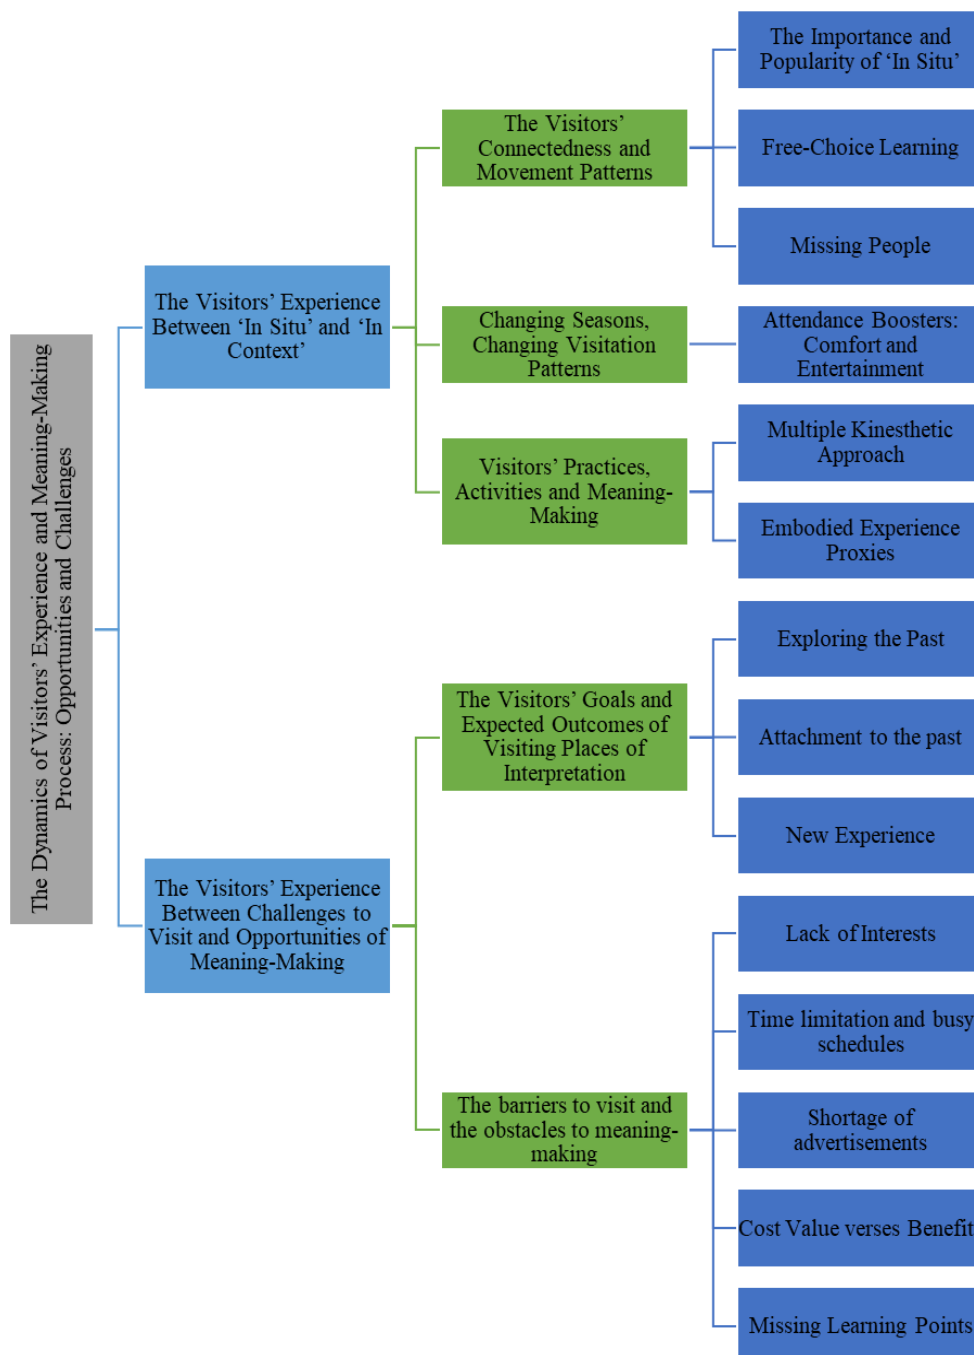 The Dynamics of Visitors’ Experience and Meaning-Making
Process: Opportunities and Challenges
The Visitors’ Experience
Between ‘In Situ’ and ‘In
Context’
The Visitors’
Connectedness and
Movement Patterns
The Importance and
Popularity of ‘In Situ’
Free-Choice Learning
Missing People
Changing Seasons,
Changing Visitation
Patterns
Attendance Boosters:
Comfort and
Entertainment
Visitors’ Practices,
Activities and Meaning-
Making
Multiple Kinesthetic
Approach
Embodied Experience
Proxies
The Visitors’ Experience
Between Challenges to
Visit and Opportunities of
Meaning-Making
The Visitors’ Goals and
Expected Outcomes of
Visiting Places of
Interpretation
Exploring the Past
Attachment to the past
New Experience
The barriers to visit and
the obstacles to meaning-
making
Lack of Interests
Time limitation and busy
schedules
Shortage of
advertisements
Cost Value verses Benefit
Missing Learning Points